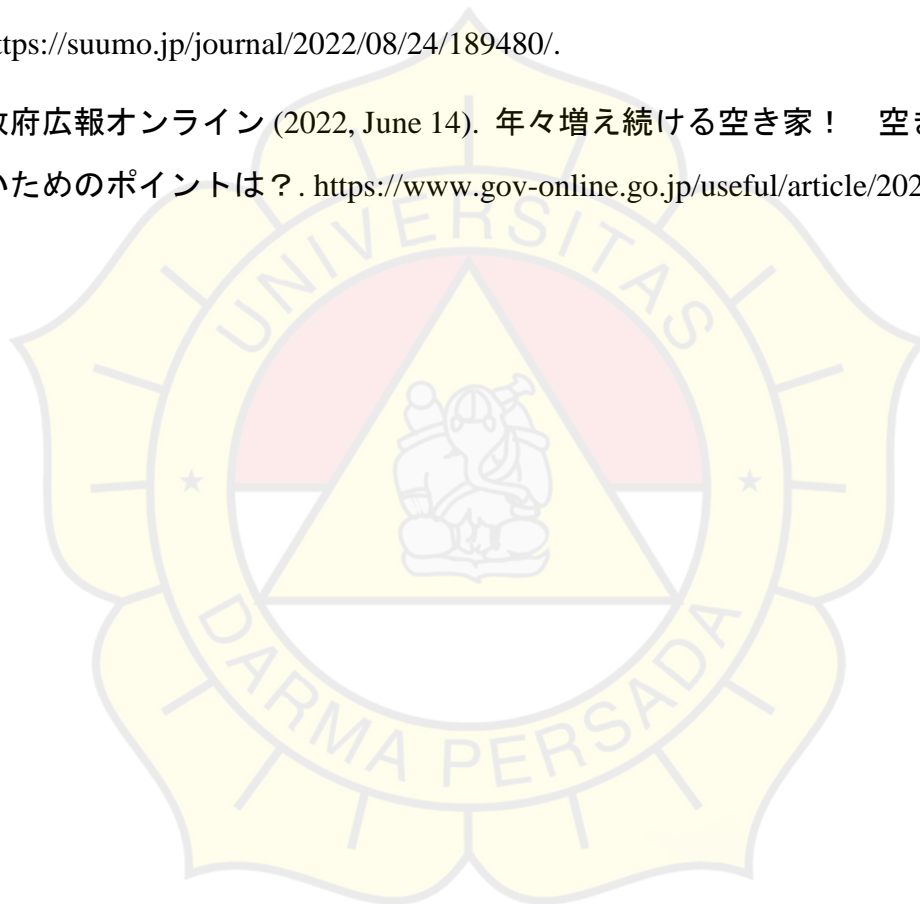 ttps://suumo.jp/journal/2022/08/24/189480/.
府広報オンライン (2022, June 14). 年々増え続ける空き家！　空
いためのポイントは？. https://www.gov-online.go.jp/useful/article/202
UNIVERSITAS
DARMA PERSADA